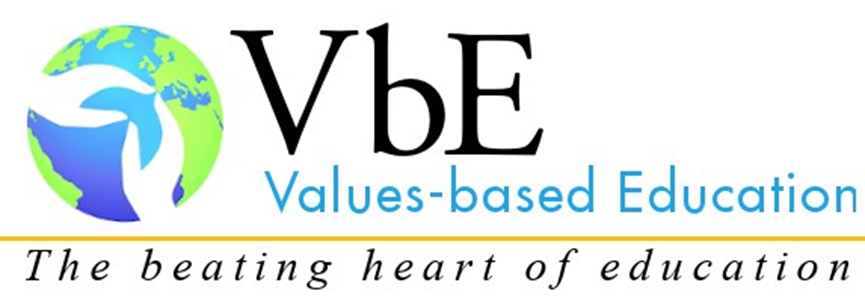 VbE
Values-based Education
The beating heart of education